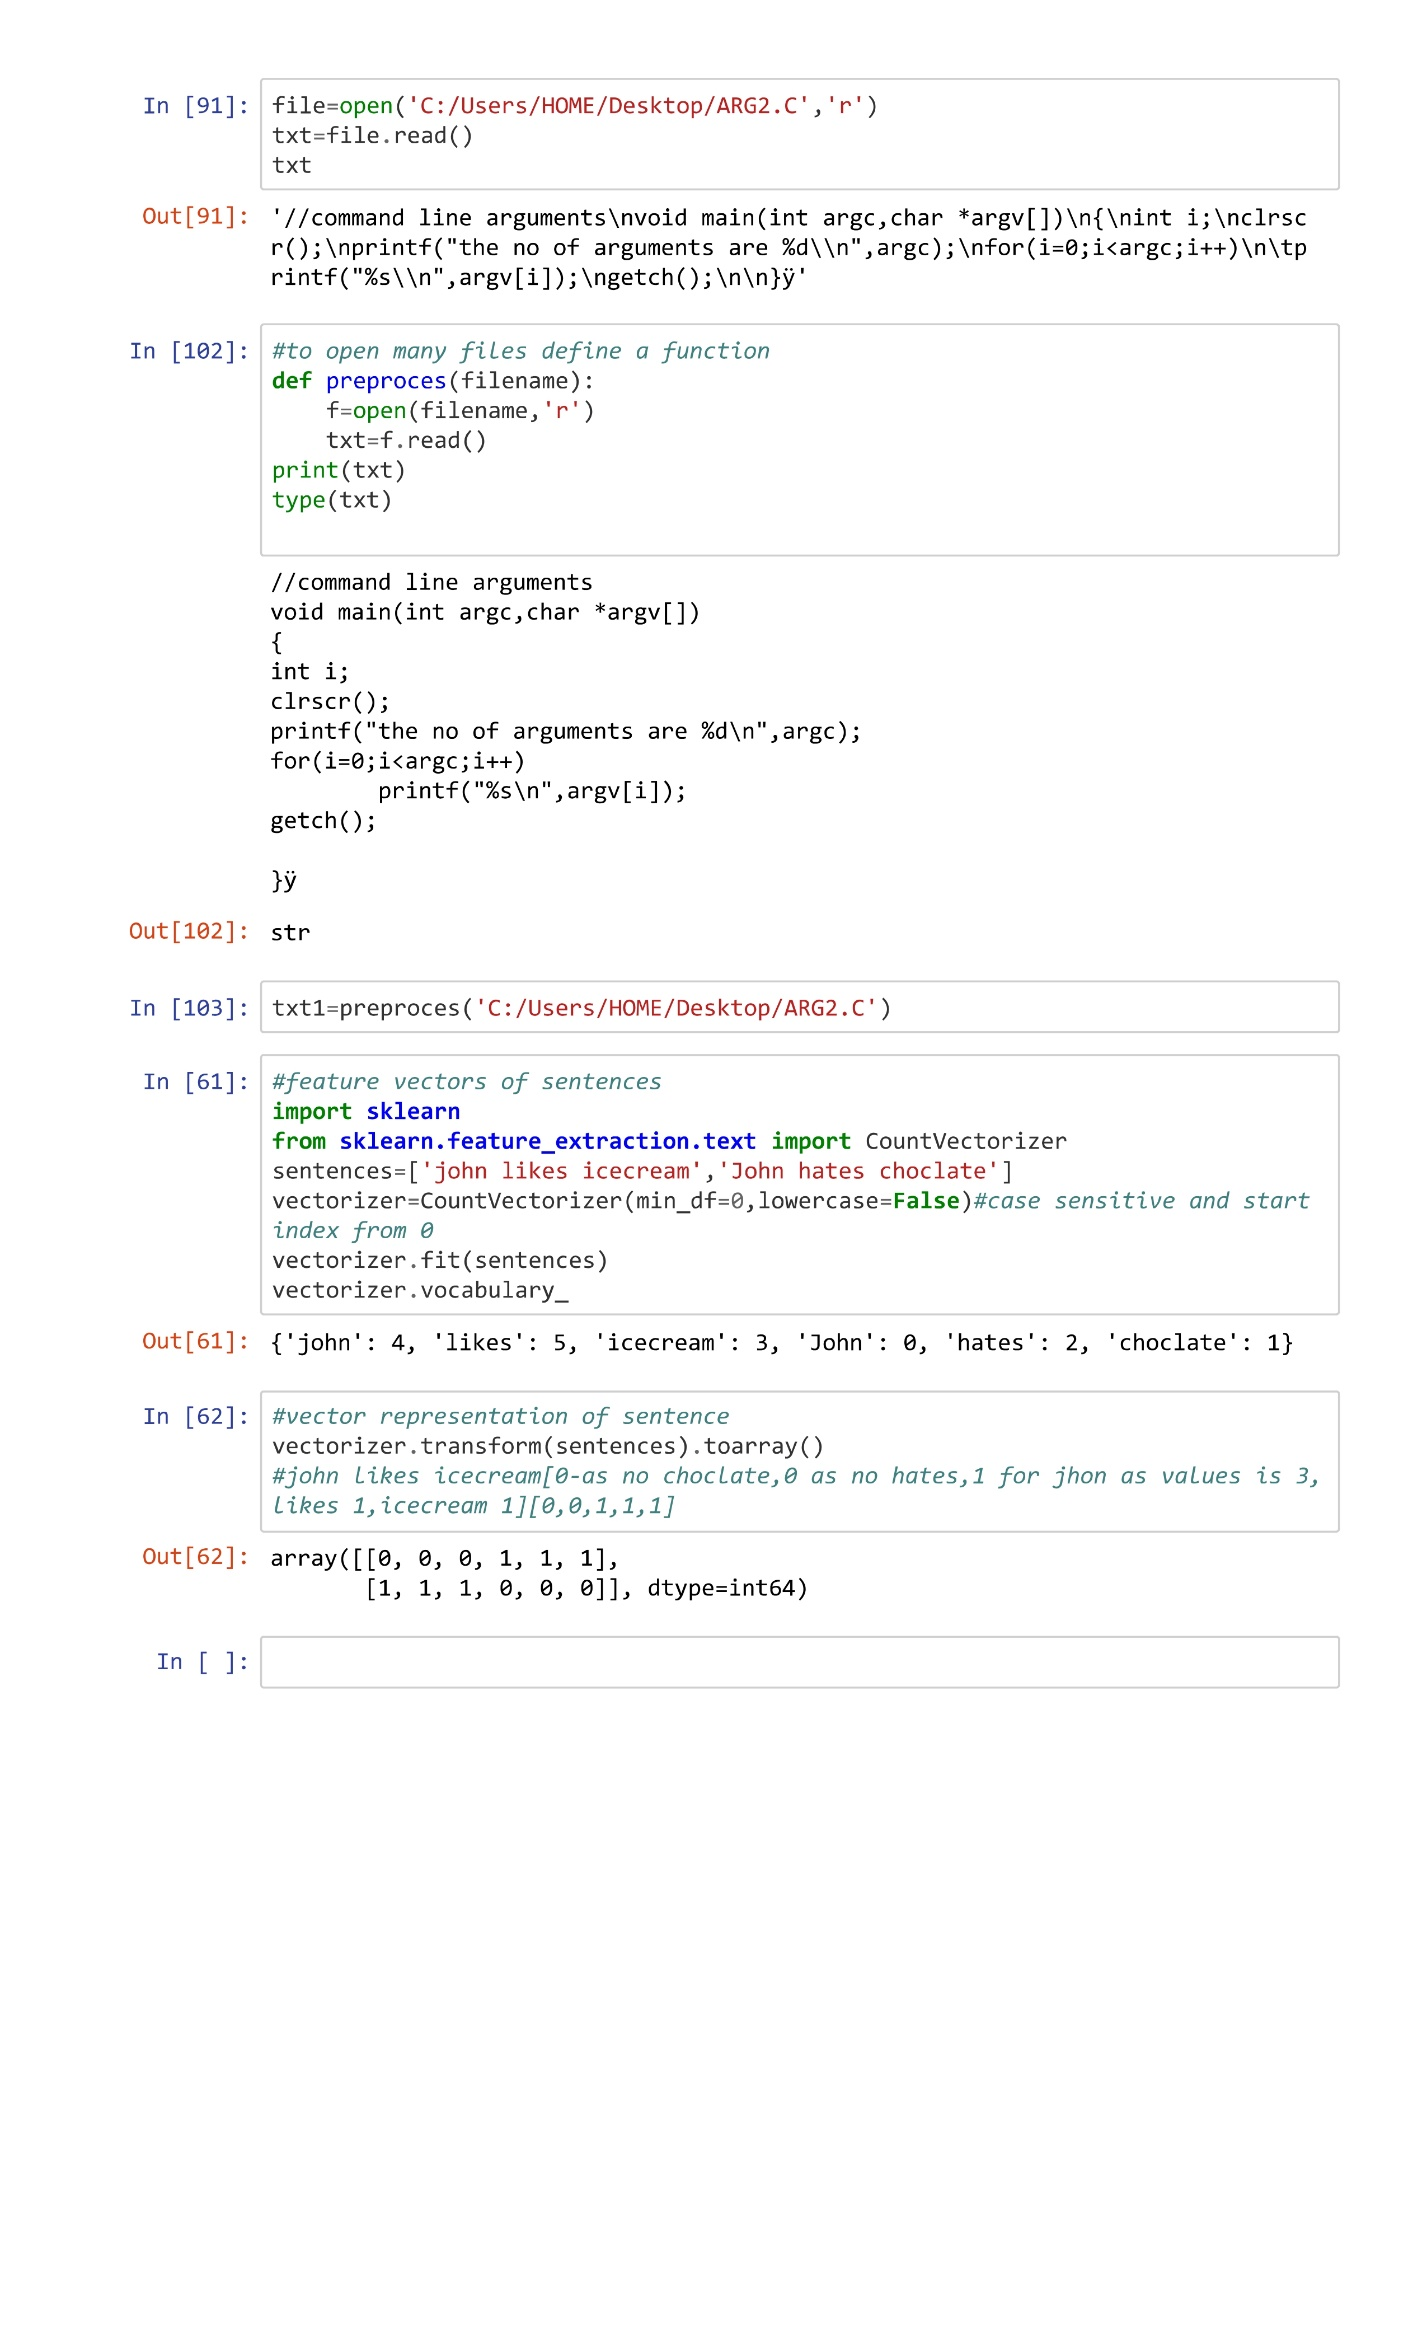 In [91]: file=open('C:/Users/HOME/Desktop/ARG2.C','r')
txt=file.read()
txt
Out[91]: '//command line arguments\nvoid main(int argc,char *argv[])\n{\nint i;\nclrsc
r();\nprintf("the no of arguments are %d\\n",argc);\nfor(i=0;i<argc;i++)\n\tp
rintf("%s\\n",argv[i]);\ngetch();\n\n}ÿ'
In [102]: #to open many files define a function
def preproces(filename):
    f=open(filename,'r')
    txt=f.read()
print(txt)
type(txt)
//command line arguments
void main(int argc,char *argv[])
{
int i;
clrscr();
printf("the no of arguments are %d\n",argc);
for(i=0;i<argc;i++)
        printf("%s\n",argv[i]);
getch();
}ÿ
Out[102]: str
In [103]: txt1=preproces('C:/Users/HOME/Desktop/ARG2.C')
In [61]: #feature vectors of sentences
import sklearn
from sklearn.feature_extraction.text import CountVectorizer
sentences=['john likes icecream','John hates choclate']
vectorizer=CountVectorizer(min_df=0,lowercase=False)#case sensitive and start
index from 0
vectorizer.fit(sentences)
vectorizer.vocabulary_
Out[61]: {'john': 4, 'likes': 5, 'icecream': 3, 'John': 0, 'hates': 2, 'choclate': 1}
In [62]: #vector representation of sentence
vectorizer.transform(sentences).toarray()
#john likes icecream[0-as no choclate,0 as no hates,1 for jhon as values is 3,
likes 1,icecream 1][0,0,1,1,1]
Out[62]: array([[0, 0, 0, 1, 1, 1],
       [1, 1, 1, 0, 0, 0]], dtype=int64)
In [ ]: